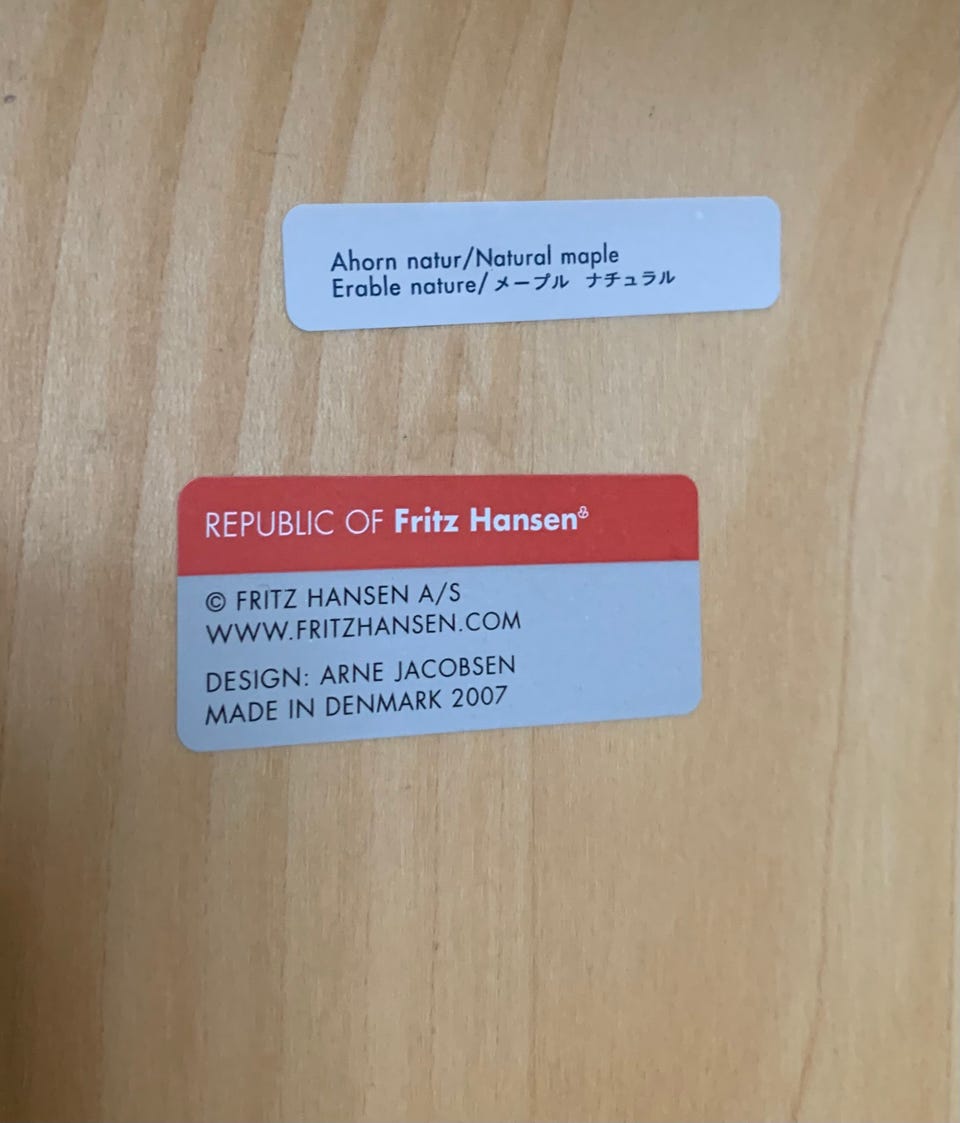 Ahorn natur/Natural maple
Erable nature/メープル ナチュラル
REPUBLIC OF Fritz Hansen
© FRITZ HANSEN A/S
WWW.FRITZHANSEN.COM
DESIGN: ARNE JACOBSEN
MADE IN DENMARK 2007